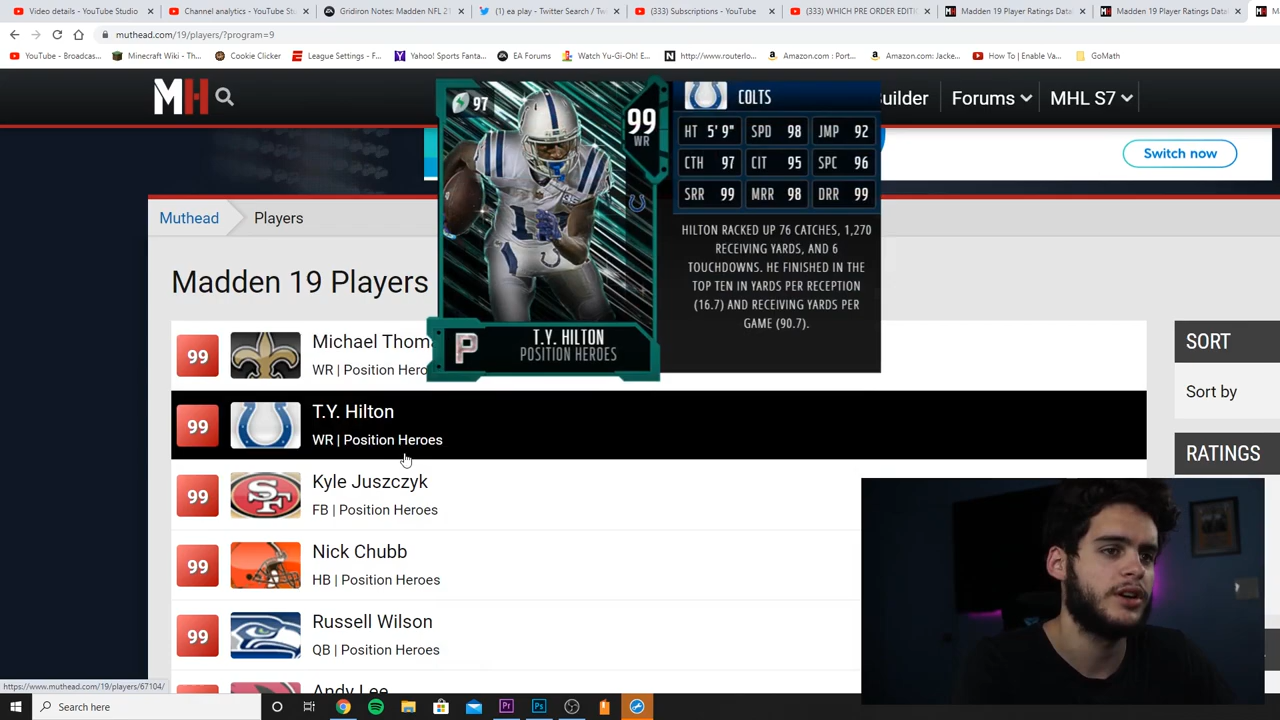 Video details - YouTube Studio
Channel analytics - YouTube Studio
Gridiron Notes: Madden NFL 21
(1) ea play - Twitter Search / Tw
(333) Subscriptions - YouTube
(333) WHICH PRE ORDER EDITI
Madden 19 Player Ratings Data
Madden 19 Player Ratings Data
muthead.com/19/players/?program=9
YouTube - Broadcas...
Minecraft Wiki - Th...
Cookie Clicker
League Settings - F...
Yahoo! Sports Fanta...
EA Forums
Watch Yu-Gi-Oh! E...
http://www.routerlo...
Amazon.com : Port...
Amazon.com: Jacke...
How To | Enable Va...
GoMath
MH
uilder
Forums
MHL S7
Switch now
97
99
WR
COLTS
HT 5' 9" SPD 98 JMP 92
CTH 97 CIT 95 SPC 96
SRR 99 MRR 98 DRR 99
HILTON RACKED UP 76 CATCHES, 1,270
RECEIVING YARDS, AND 6
TOUCHDOWNS. HE FINISHED IN THE
TOP TEN IN YARDS PER RECEPTION
(16.7) AND RECEIVING YARDS PER
GAME (90.7).
P
T.Y. HILTON
POSITION HEROES
Muthead
Players
Madden 19 Players
99
Michael Thom
WR | Position Hero
99
T.Y. Hilton
WR | Position Heroes
99
Kyle Juszczyk
FB | Position Heroes
99
Nick Chubb
HB | Position Heroes
99
Russell Wilson
QB | Position Heroes
Andy Lee
SORT
Sort by
RATINGS
https://www.muthead.com/19/players/67104/
Search here